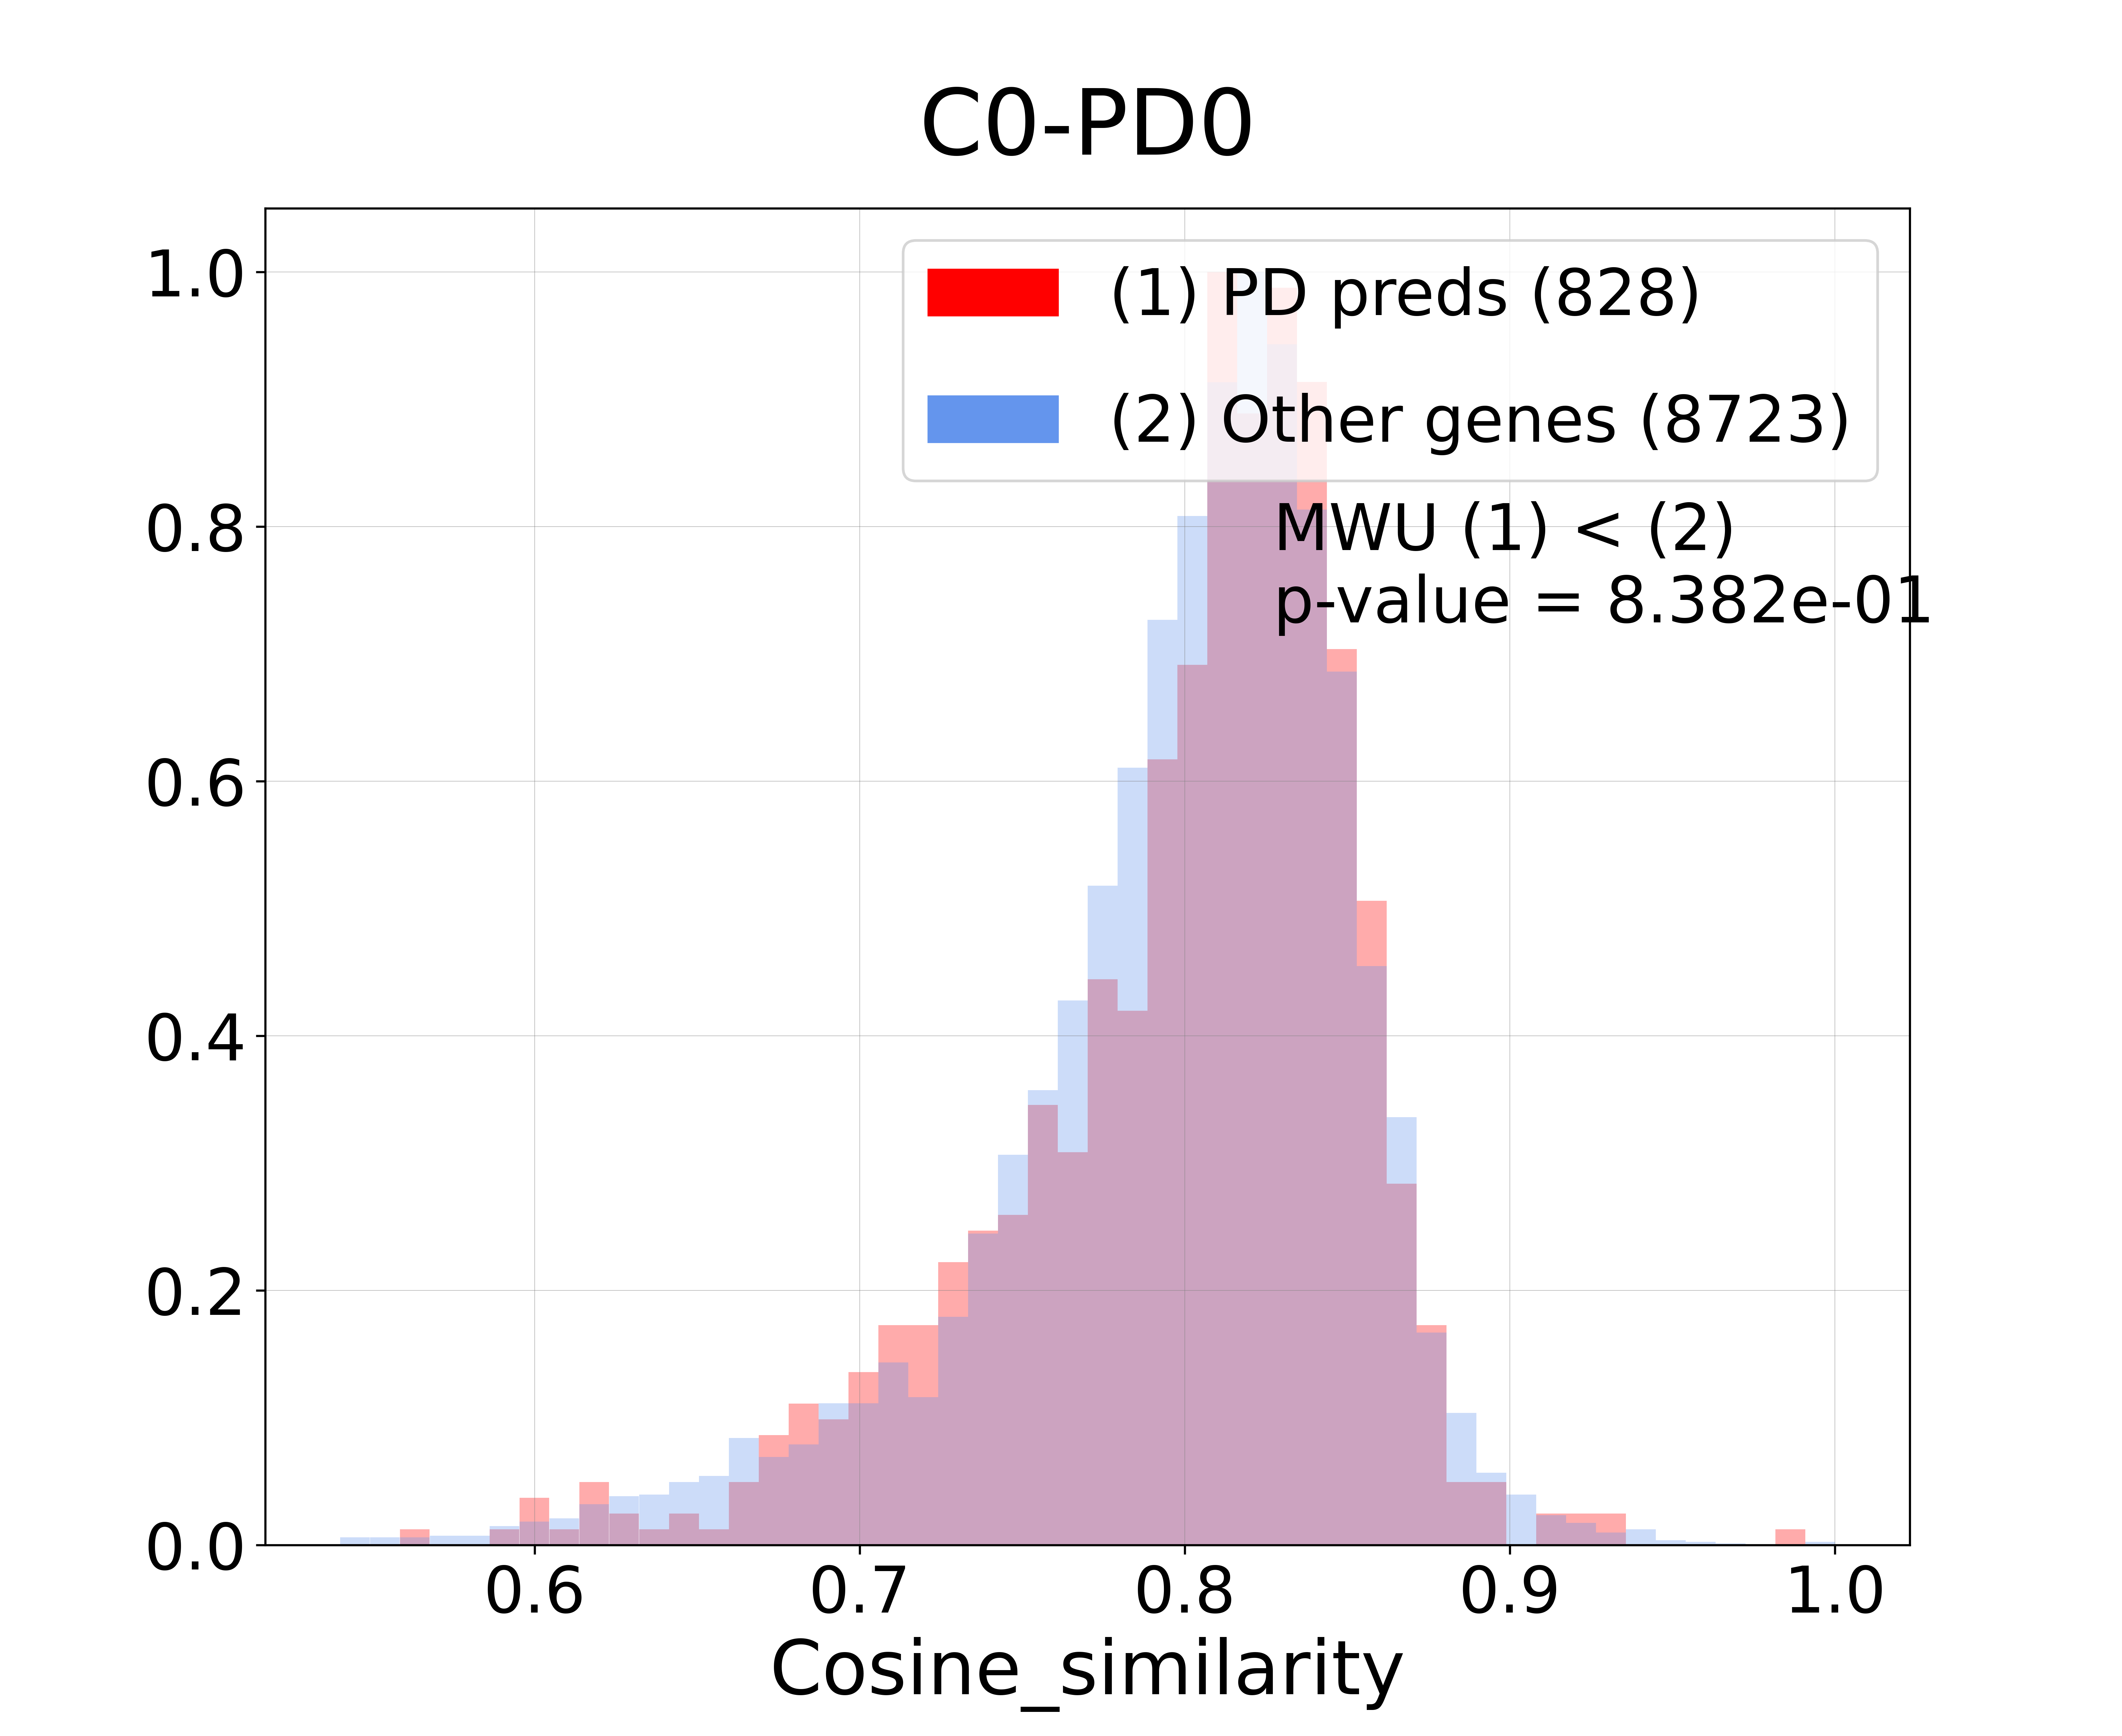 C0-PD0
(1) PD preds (828)
(2) Other genes (8723)
MWU (1) < (2)
p-value = 8.382e-01
1.0
0.8
0.6
0.4
0.2
0.0
0.6 0.7 0.8 0.9 1.0
Cosine_similarity